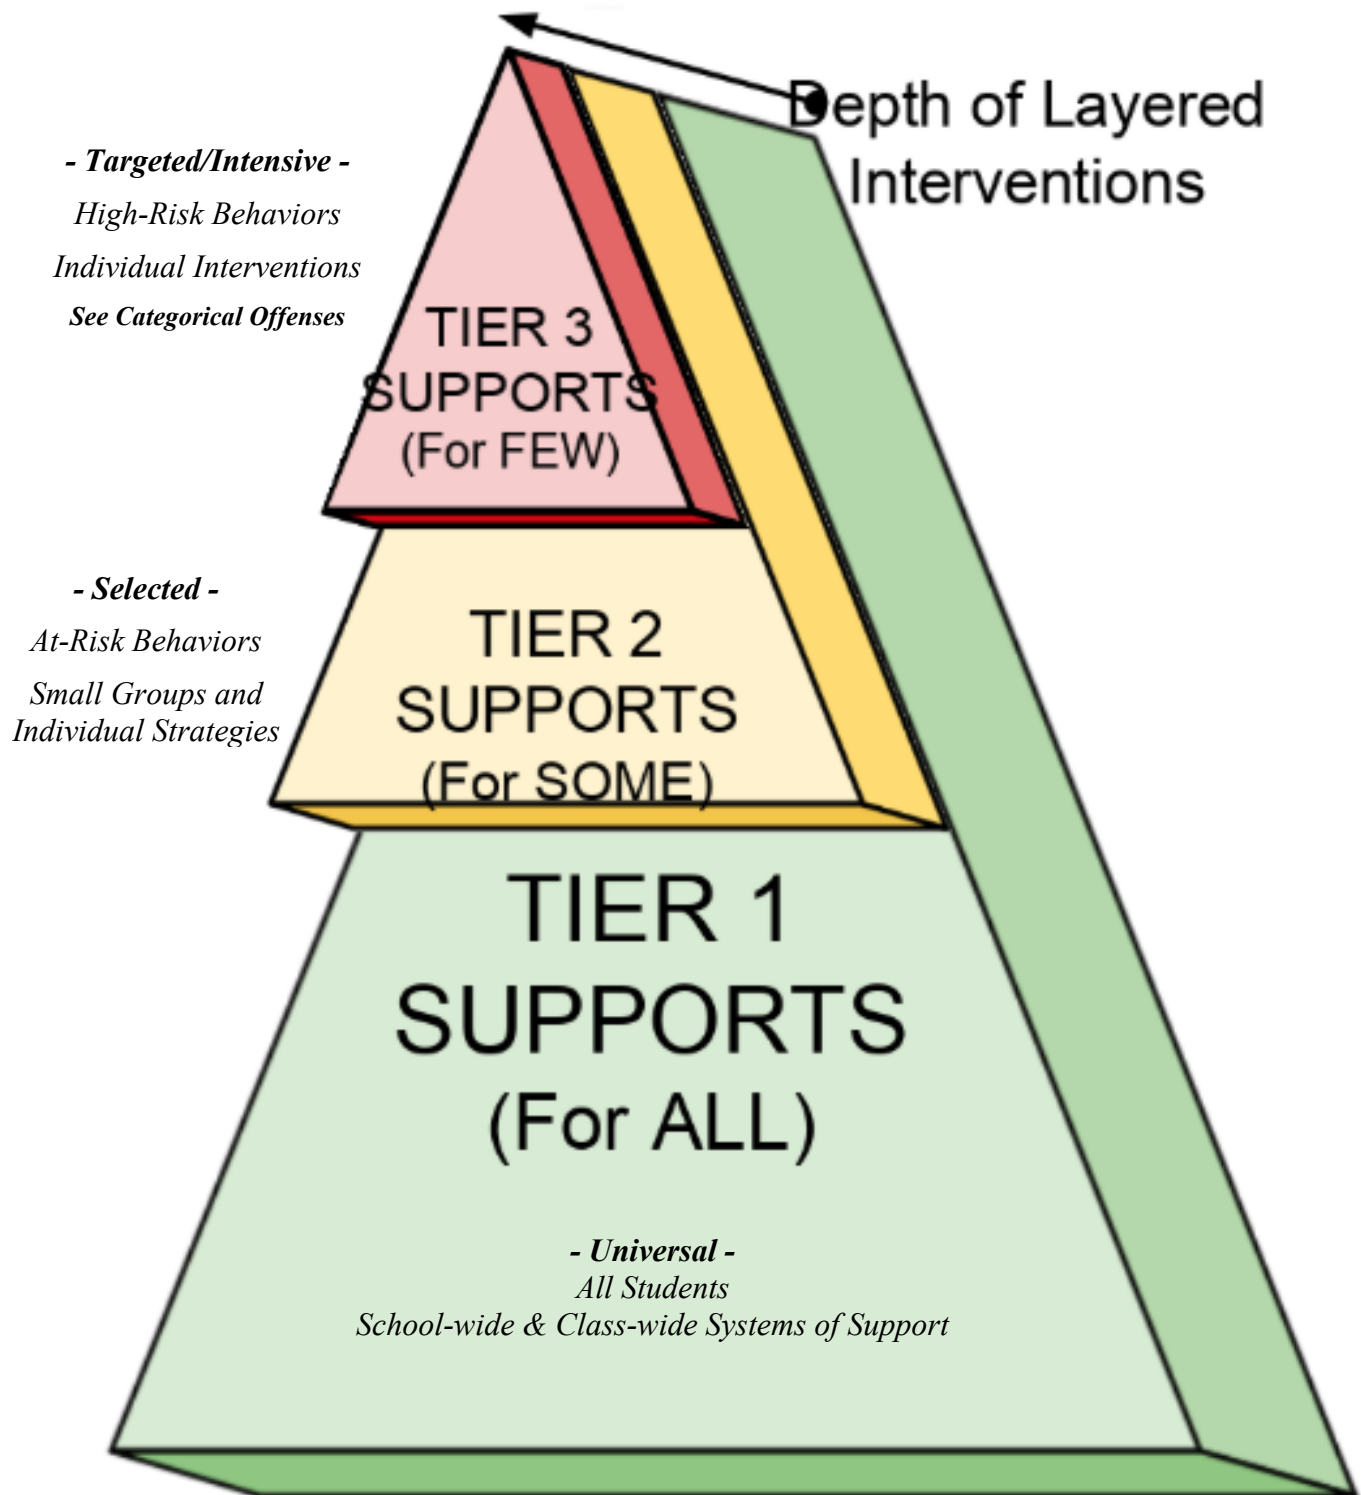 Depth of Layered
Interventions
- Targeted/Intensive -
High-Risk Behaviors
Individual Interventions
See Categorical Offenses
TIER 3
SUPPORTS
(For FEW)
- Selected -
At-Risk Behaviors
Small Groups and
Individual Strategies
TIER 2
SUPPORTS
(For SOME)
TIER 1
SUPPORTS
(For ALL)
- Universal -
All Students
School-wide & Class-wide Systems of Support